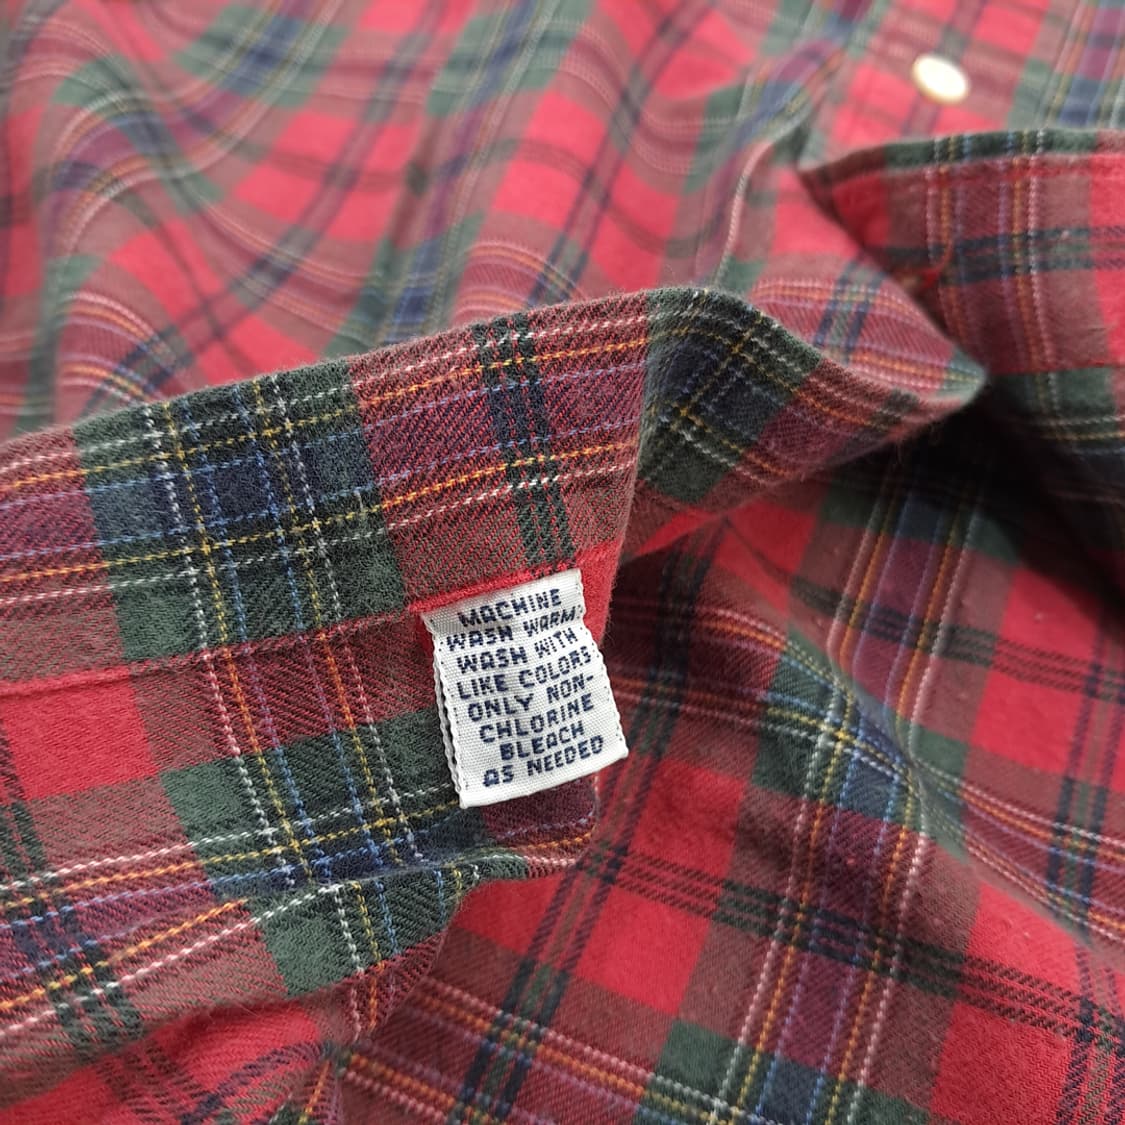 MACHINE
WASH WARM;
WASH WITH
LIKE COLORS.
ONLY NON-
CHLORINE
BLEACH
AS NEEDED